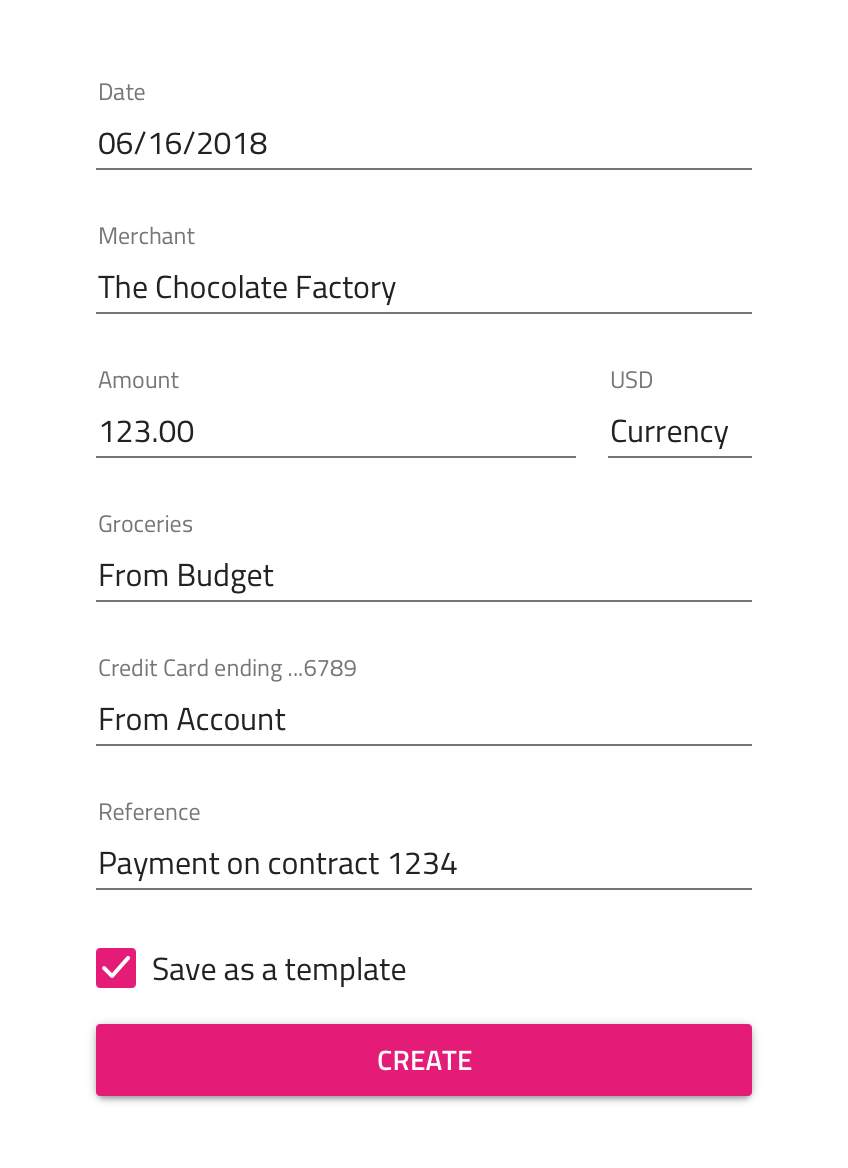 Date
06/16/2018
Merchant
The Chocolate Factory
Amount
123.00
USD
Currency
Groceries
From Budget
Credit Card ending ...6789
From Account
Reference
Payment on contract 1234
Save as a template
CREATE